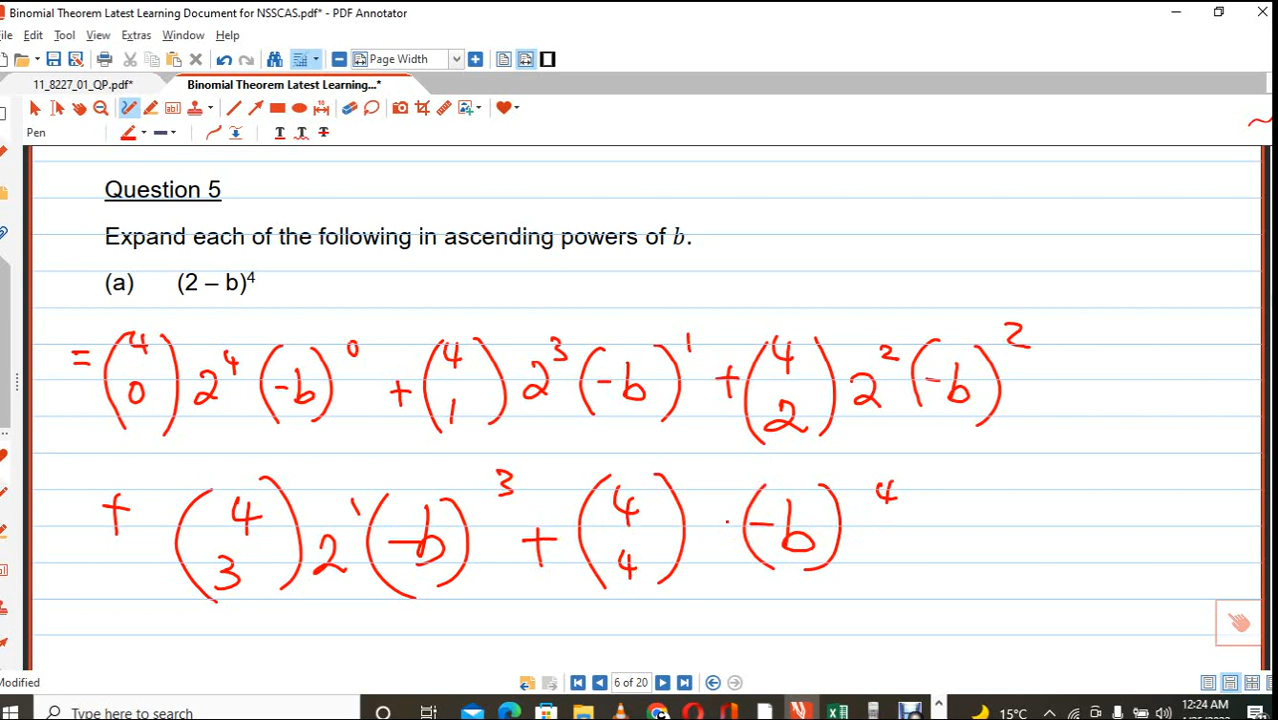 Binomial Theorem Latest Learning Document for NSSCAS.pdf* - PDF Annotator
ile Edit Tool View Extras Window Help
Page Width
11_8227_01_QP.pdf* Binomial Theorem Latest Learning...*
Pen
Question 5
Expand each of the following in ascending powers of b.
(a) (2 – b)⁴
= (4 0) 2⁴ (-b)⁰ + (4 1) 2³ (-b)¹ + (4 2) 2² (-b)²
+ (4 3) 2¹ (-b)³ + (4 4) · (-b)⁴
Modified 6 of 20
Type here to search 15°C 12:24 AM